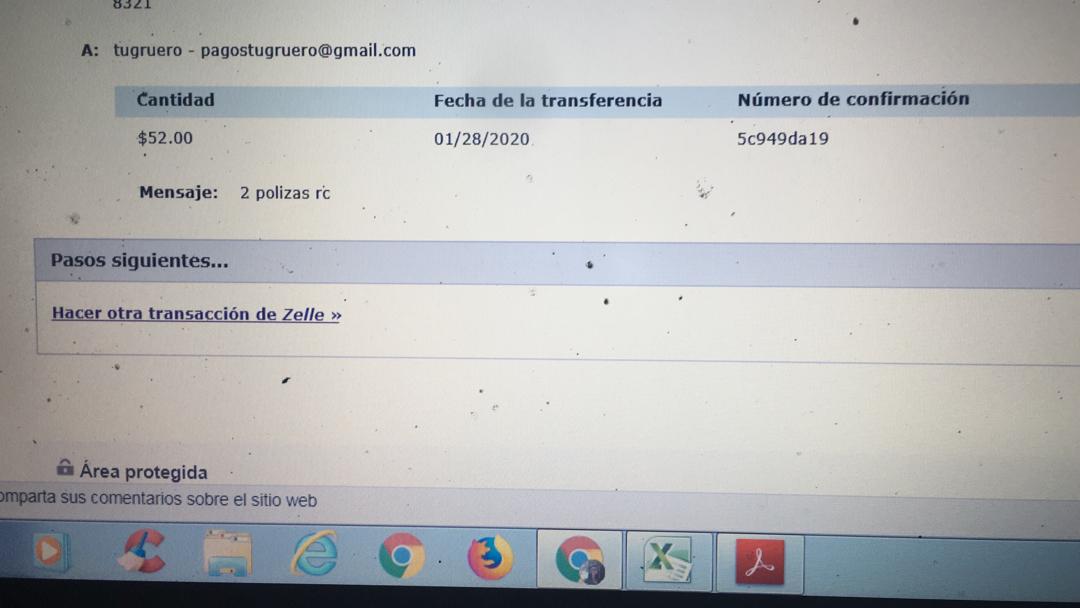 8321
A: tugruero - pagostugruero@gmail.com
Cantidad Fecha de la transferencia Número de confirmación
$52.00 01/28/2020 5c949da19
Mensaje: 2 polizas rc
Pasos siguientes...
Hacer otra transacción de Zelle »
Área protegida
omparta sus comentarios sobre el sitio web